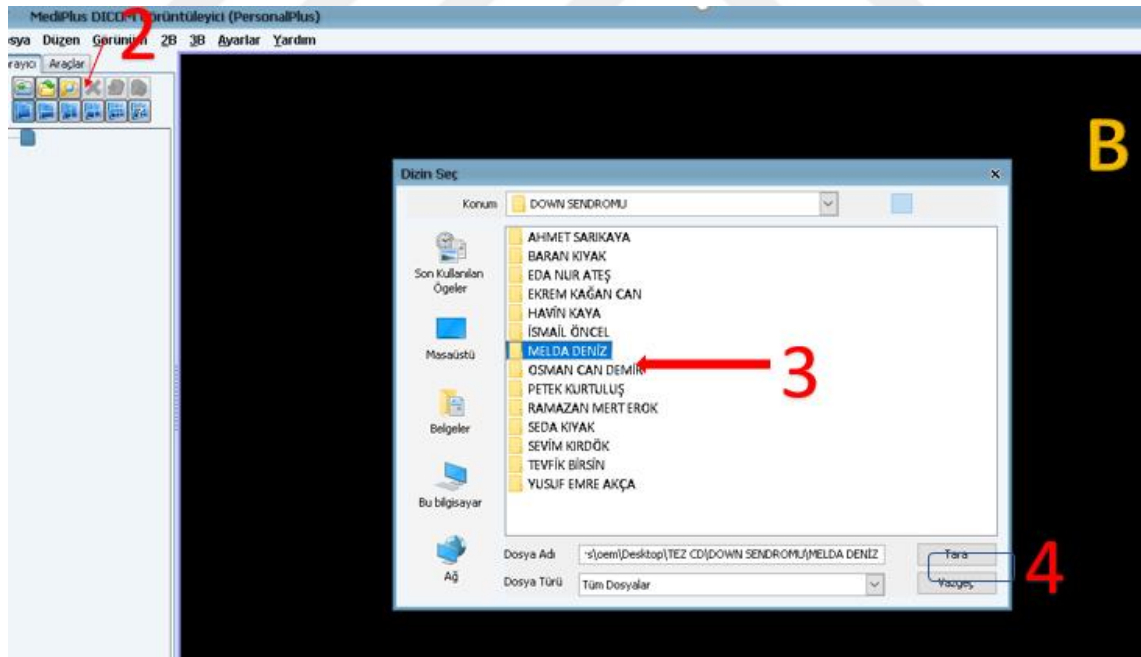 MediPlus DICOM Görüntüleyici (PersonalPlus)
2
sya Düzen Görünüm 2B 3B Ayarlar Yardım
rayıcı Araçlar
B
Dizin Seç
Konum DOWN SENDROMU
AHMET SARIKAYA
BARAN KIYAK
Son Kullanılan Ögeler
EDA NUR ATEŞ
EKREM KAĞAN CAN
HAVİN KAYA
İSMAİL ÖNCEL
Masaüstü
MELDA DENİZ
OSMAN CAN DEMİR
3
PETEK KURTULUŞ
RAMAZAN MERT EROK
Belgeler
SEDA KIYAK
SEVİM KIRDÖK
TEVFİK BİRSİN
YUSUF EMRE AKÇA
Bu bilgisayar
Ağ
Dosya Adı s\oem\Desktop\TEZ CD\DOWN SENDROMU\MELDA DENİZ Tara
4
Dosya Türü Tüm Dosyalar Vazgeç